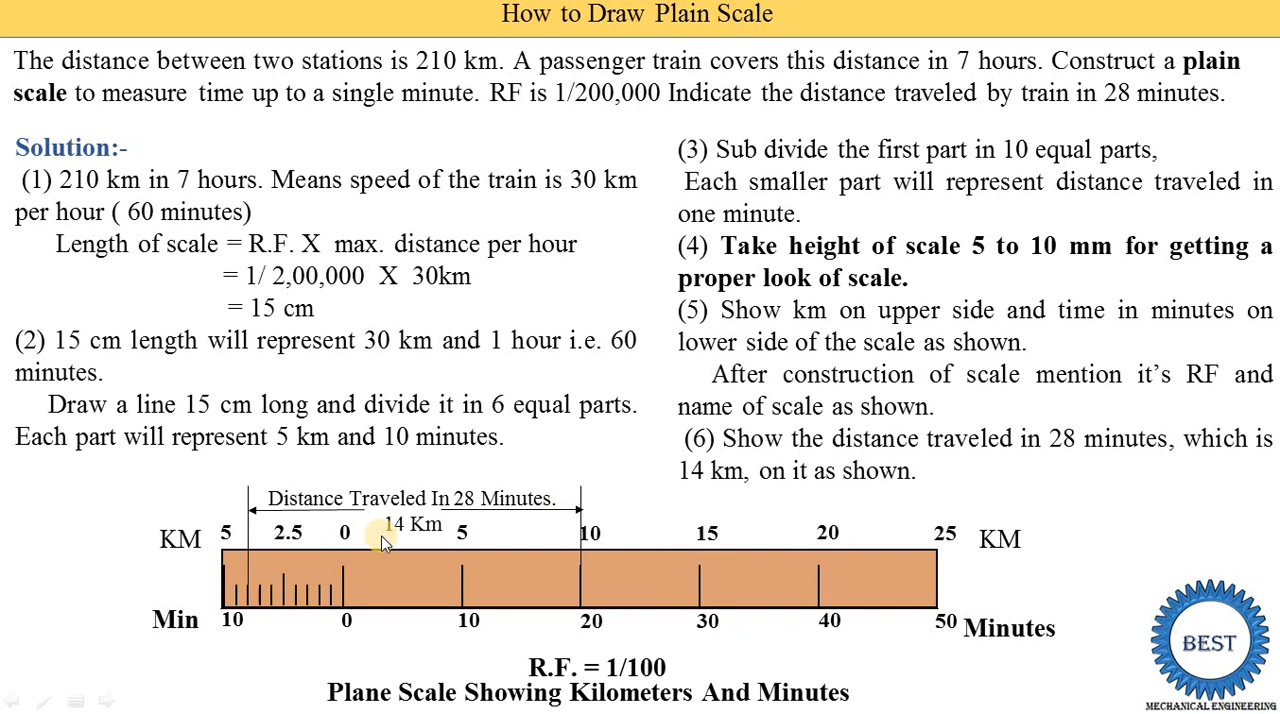 How to Draw Plain Scale
The distance between two stations is 210 km. A passenger train covers this distance in 7 hours. Construct a plain
scale to measure time up to a single minute. RF is 1/200,000 Indicate the distance traveled by train in 28 minutes.
Solution:-
(1) 210 km in 7 hours. Means speed of the train is 30 km
per hour ( 60 minutes)
Length of scale = R.F. X max. distance per hour
= 1/ 2,00,000 X 30km
= 15 cm
(2) 15 cm length will represent 30 km and 1 hour i.e. 60
minutes.
Draw a line 15 cm long and divide it in 6 equal parts.
Each part will represent 5 km and 10 minutes.
(3) Sub divide the first part in 10 equal parts,
Each smaller part will represent distance traveled in
one minute.
(4) Take height of scale 5 to 10 mm for getting a
proper look of scale.
(5) Show km on upper side and time in minutes on
lower side of the scale as shown.
After construction of scale mention it's RF and
name of scale as shown.
(6) Show the distance traveled in 28 minutes, which is
14 km, on it as shown.
Distance Traveled In 28 Minutes.
14 Km
KM 5 2.5 0 5 10 15 20 25 KM
Min 10 0 10 20 30 40 50 Minutes
R.F. = 1/100
Plane Scale Showing Kilometers And Minutes
BEST
MECHANICAL ENGINEERING